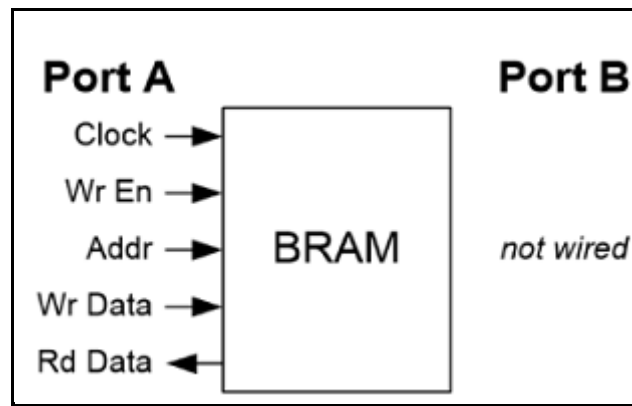 Port A
Port B
Clock
Wr En
Addr
Wr Data
Rd Data
BRAM
not wired